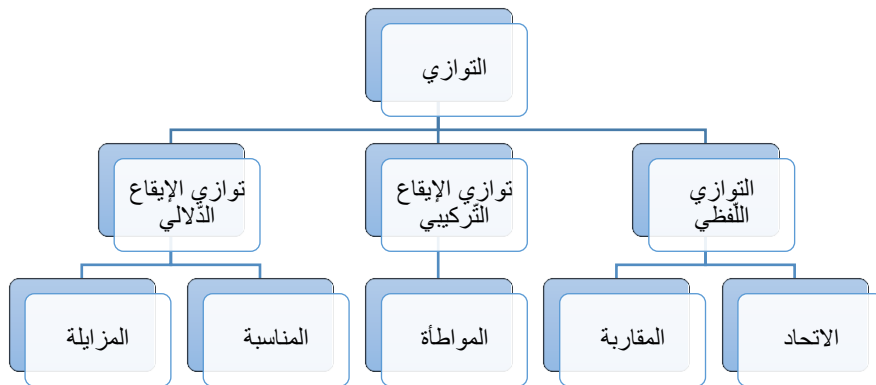 التوازي
التوازي
اللّفظي
توازي الإيقاع
التّركيبي
توازي الإيقاع
الدّلالي
الاتحاد
المقاربة
المواطأة
المناسبة
المزايلة